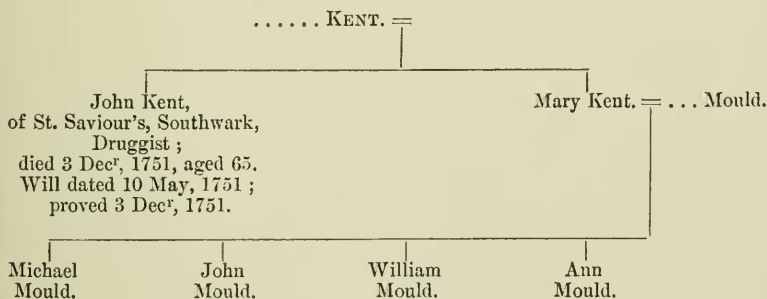 ...... KENT. =
John Kent,
of St. Saviour's, Southwark,
Druggist ;
died 3 Decʳ, 1751, aged 65.
Will dated 10 May, 1751 ;
proved 3 Decʳ, 1751.
Mary Kent. = ... Mould.
Michael
Mould.
John
Mould.
William
Mould.
Ann
Mould.